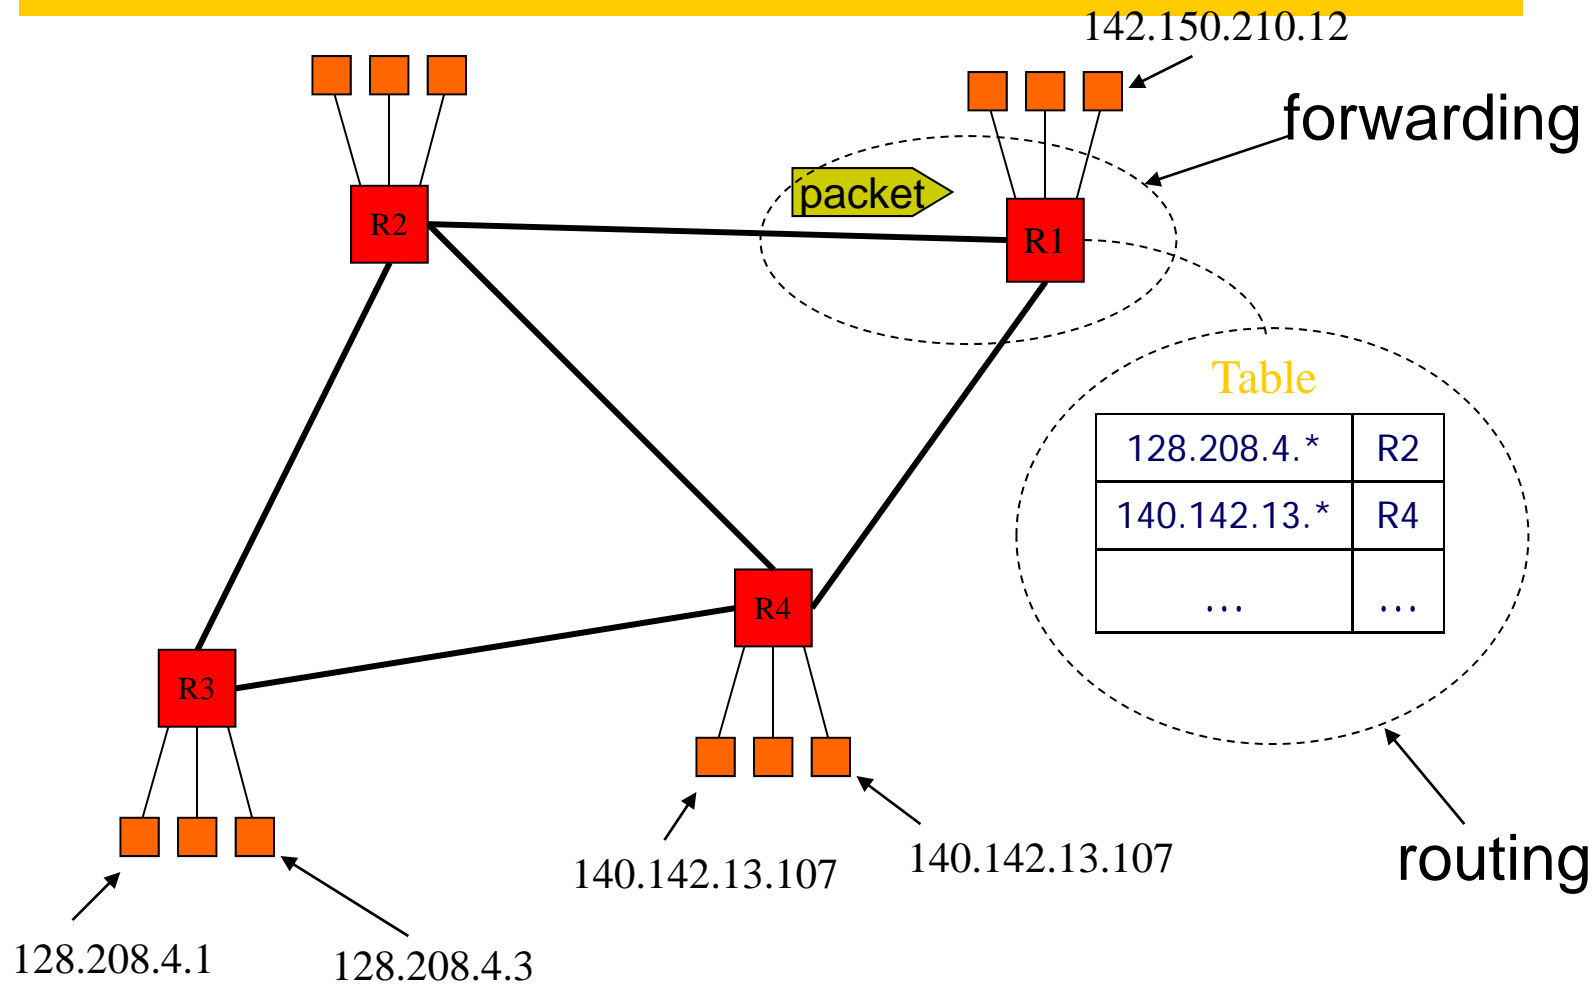 142.150.210.12
forwarding
packet
R2
R1
Table
128.208.4.* R2
140.142.13.* R4
... ...
R4
R3
140.142.13.107
140.142.13.107
routing
128.208.4.1
128.208.4.3